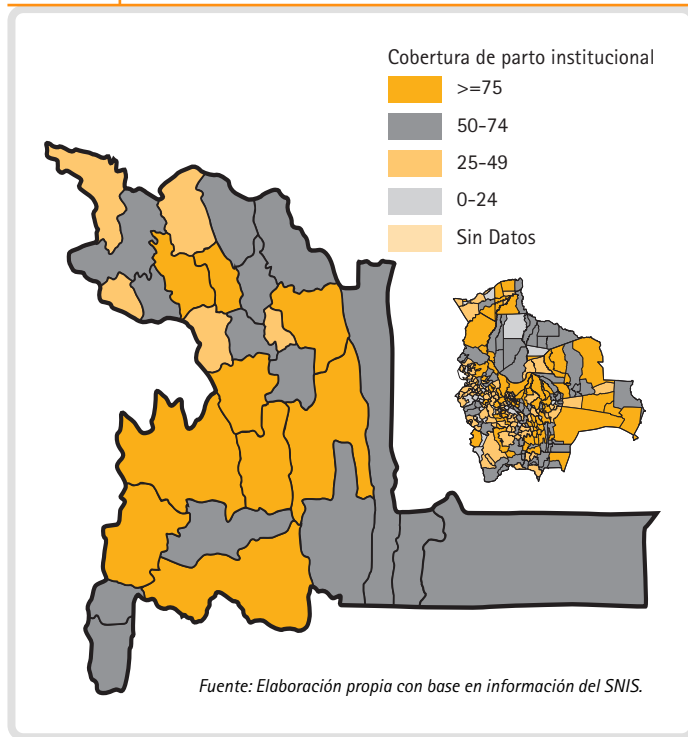 Cobertura de parto institucional
>=75
50-74
25-49
0-24
Sin Datos
Fuente: Elaboración propia con base en información del SNIS.